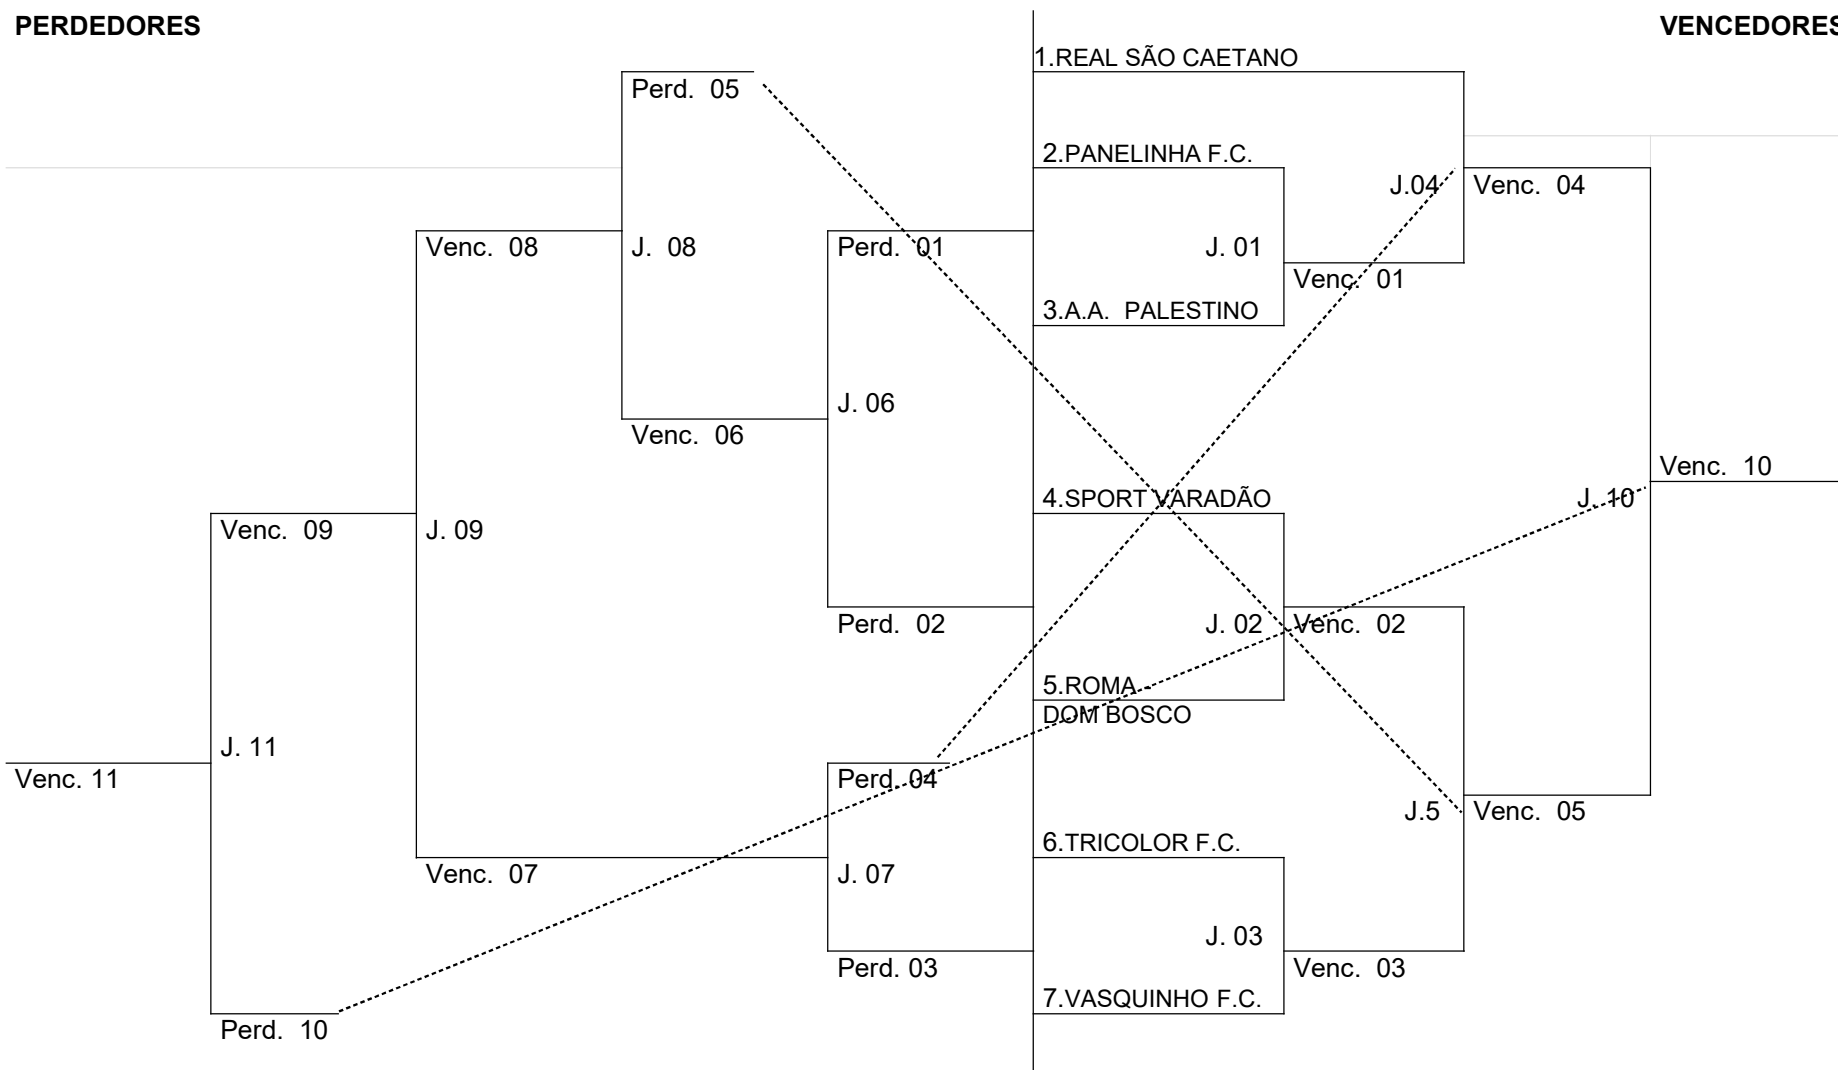 PERDEDORES
VENCEDORES
1.REAL SÃO CAETANO
Perd. 05
2.PANELINHA F.C.
J.04
Venc. 04
Venc. 08
J. 08
Perd. 01
J. 01
Venc. 01
3.A.A. PALESTINO
J. 06
Venc. 06
Venc. 10
4.SPORT VARADÃO
J. 10
Venc. 09
J. 09
Perd. 02
J. 02
Venc. 02
5.ROMA -
DOM BOSCO
J. 11
Venc. 11
Perd. 04
J.5
Venc. 05
6.TRICOLOR F.C.
Venc. 07
J. 07
J. 03
Perd. 03
Venc. 03
7.VASQUINHO F.C.
Perd. 10